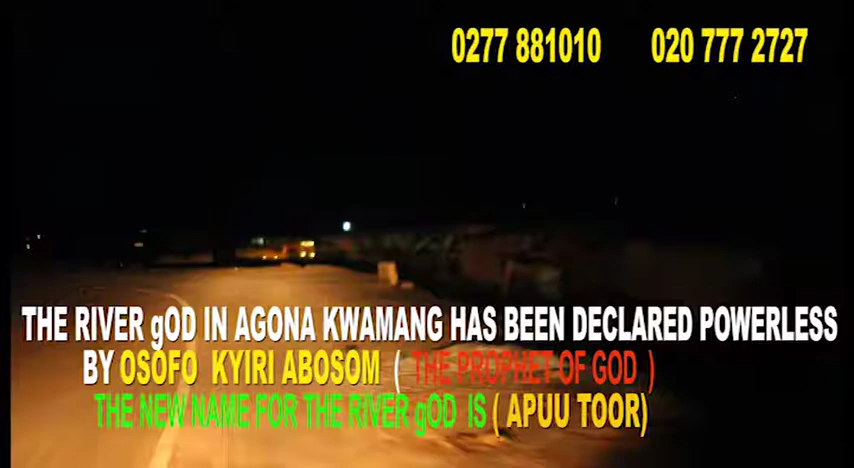 0277 881010 020 777 2727
THE RIVER gOD IN AGONA KWAMANG HAS BEEN DECLARED POWERLESS
BY OSOFO KYIRI ABOSOM ( THE PROPHET OF GOD )
THE NEW NAME FOR THE RIVER gOD IS ( APUU TOOR)